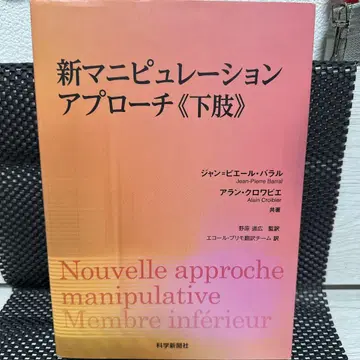 新マニピュレーション
アプローチ《下肢》
ジャン=ピエール・バラル
Jean-Pierre Barral
アラン・クロワビエ
Alain Croibier
共著
野田 直広 監訳
エコール・プリモ翻訳チーム 訳
Nouvelle approche
manipulative
Membre inférieur
科学新聞社